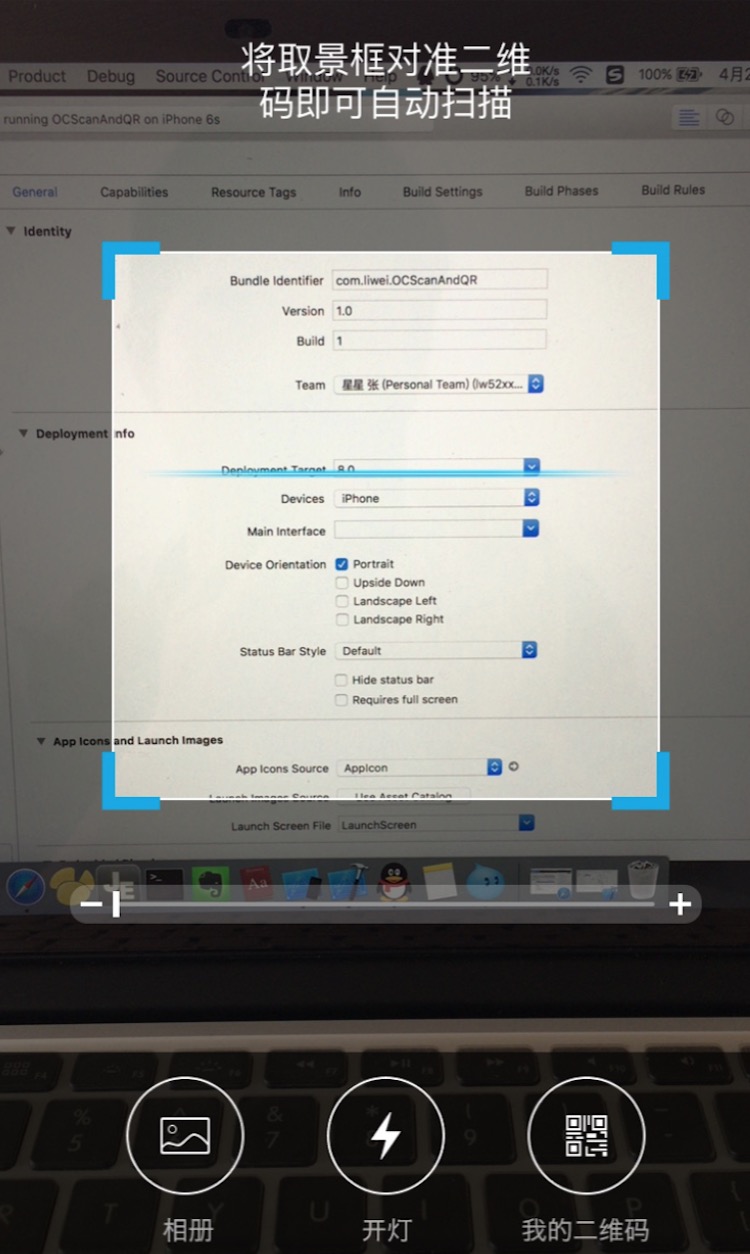 将取景框对准二维
码即可自动扫描
Product Debug Source Control Window Help 95% 0.1K/s 100% 4月
running OCScanAndQR on iPhone 6s
General Capabilities Resource Tags Info Build Settings Build Phases Build Rules
Identity
Bundle Identifier com.liwei.OCScanAndQR
Version 1.0
Build 1
Team 星星 张 (Personal Team) (lw52xx...
Deployment Info
Deployment Target 8.0
Devices iPhone
Main Interface
Device Orientation Portrait
Upside Down
Landscape Left
Landscape Right
Status Bar Style Default
Hide status bar
Requires full screen
App Icons and Launch Images
App Icons Source AppIcon
Launch Images Source Use Asset Catalog
Launch Screen File LaunchScreen
Aa
% & (
5 7 9
T Y U I O P
相册 开灯 我的二维码